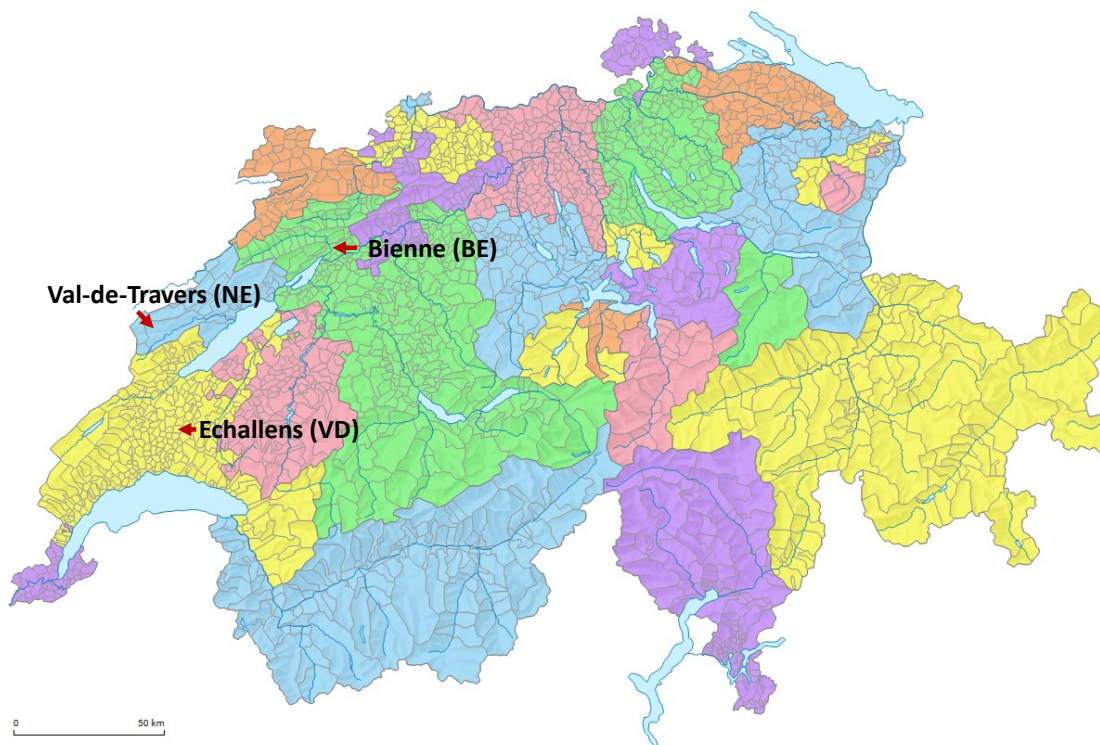 Bienne (BE)
Val-de-Travers (NE)
Echallens (VD)
0 50 km